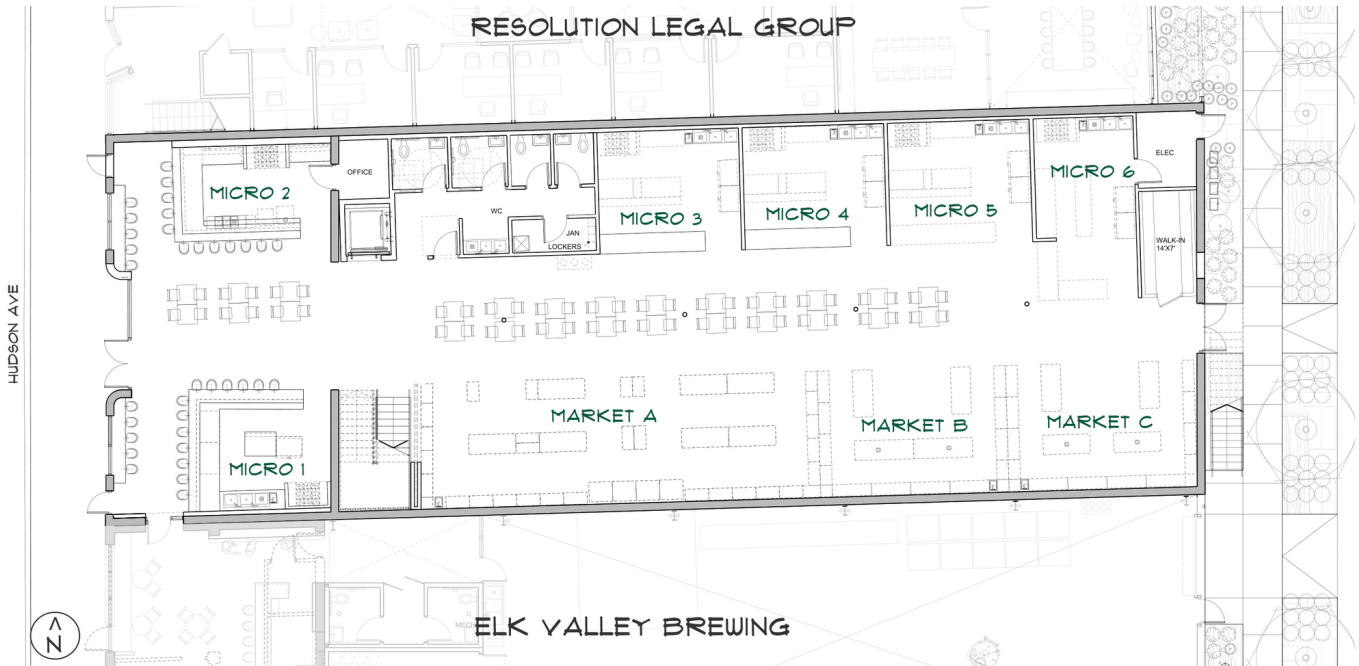 RESOLUTION LEGAL GROUP
OFFICE
ELEC
MICRO 2
MICRO 6
WC
MICRO 3
MICRO 4
MICRO 5
JAN
LOCKERS
WALK-IN
14'X7'
HUDSON AVE
MARKET A
MARKET B
MARKET C
MICRO 1
N
MECH
ELK VALLEY BREWING